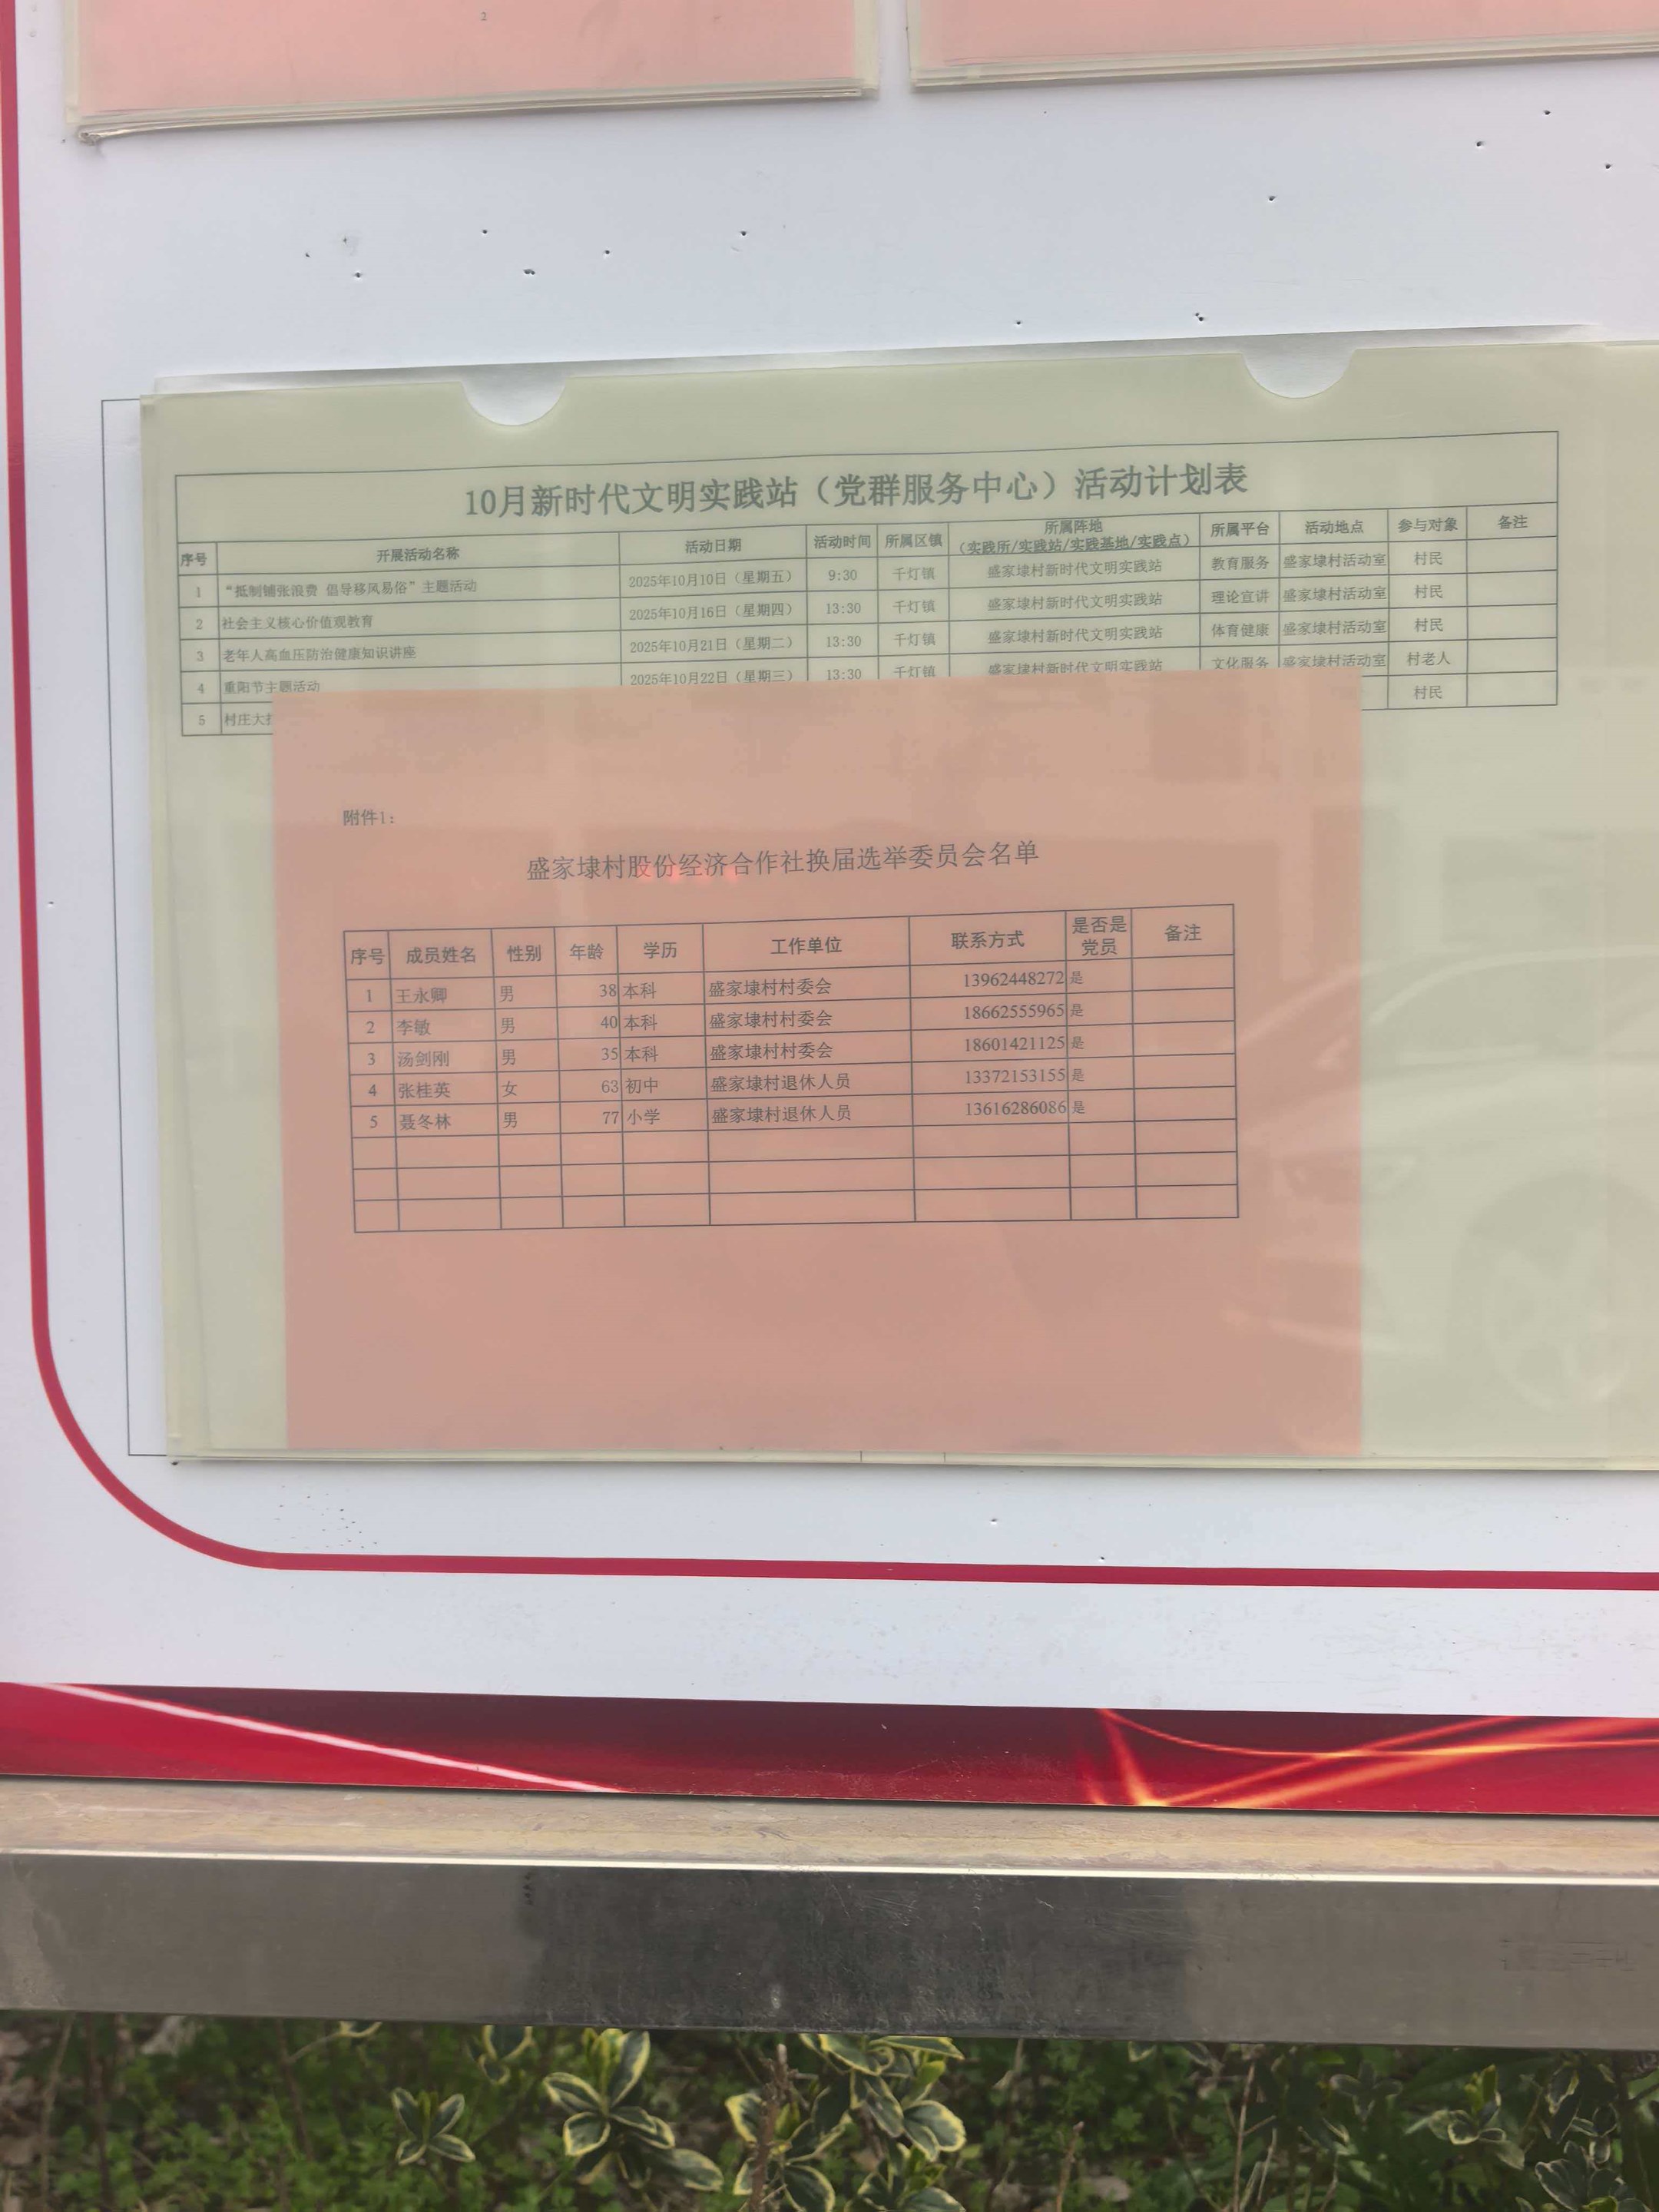 2
10月新时代文明实践站（党群服务中心）活动计划表
序号 开展活动名称 活动日期 活动时间 所属区镇 所属阵地（实践所/实践站/实践基地/实践点） 所属平台 活动地点 参与对象 备注
1 “抵制铺张浪费 倡导移风易俗”主题活动 2025年10月10日（星期五） 9:30 千灯镇 盛家埭村新时代文明实践站 教育服务 盛家埭村活动室 村民
2 社会主义核心价值观教育 2025年10月16日（星期四） 13:30 千灯镇 盛家埭村新时代文明实践站 理论宣讲 盛家埭村活动室 村民
3 老年人高血压防治健康知识讲座 2025年10月21日（星期二） 13:30 千灯镇 盛家埭村新时代文明实践站 体育健康 盛家埭村活动室 村民
4 重阳节主题活动 2025年10月22日（星期三） 13:30 千灯镇 盛家埭村新时代文明实践站 文化服务 盛家埭村活动室 村老人
5 村庄大扫 村民
附件1：
盛家埭村股份经济合作社换届选举委员会名单
序号 成员姓名 性别 年龄 学历 工作单位 联系方式 是否是党员 备注
1 王永卿 男 38 本科 盛家埭村村委会 13962448272 是
2 李敏 男 40 本科 盛家埭村村委会 18662555965 是
3 汤剑刚 男 35 本科 盛家埭村村委会 18601421125 是
4 张桂英 女 63 初中 盛家埭村退休人员 13372153155 是
5 聂冬林 男 77 小学 盛家埭村退休人员 13616286086 是